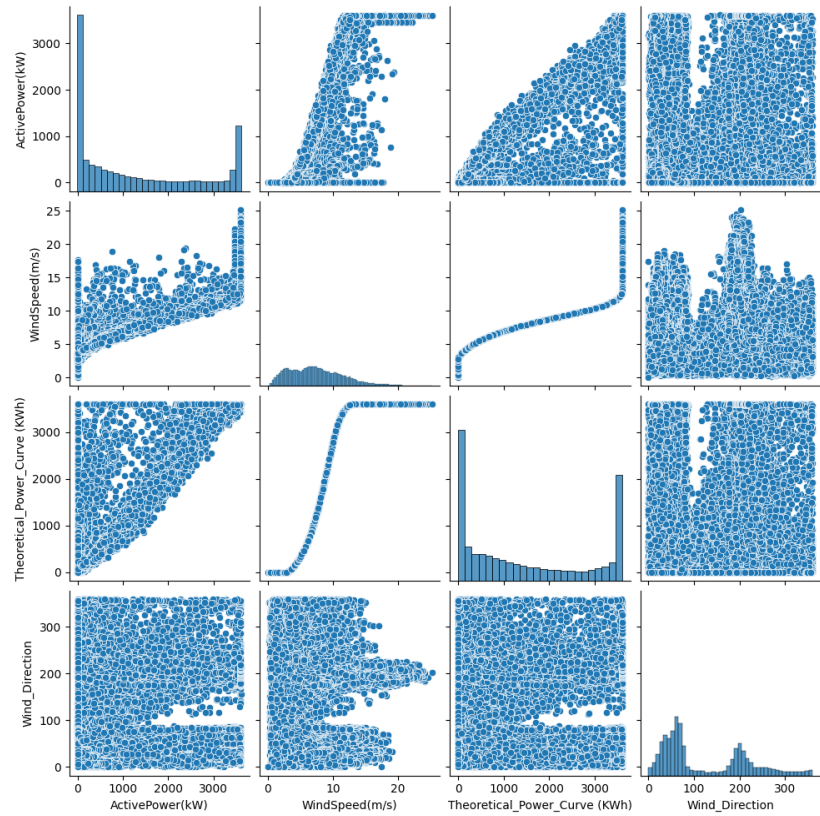 ActivePower(kW)
3000
2000
1000
0
WindSpeed(m/s)
25
20
15
10
5
0
Theoretical_Power_Curve (KWh)
3000
2000
1000
0
Wind_Direction
300
200
100
0
0 1000 2000 3000
ActivePower(kW)
0 10 20
WindSpeed(m/s)
0 1000 2000 3000
Theoretical_Power_Curve (KWh)
0 100 200 300
Wind_Direction